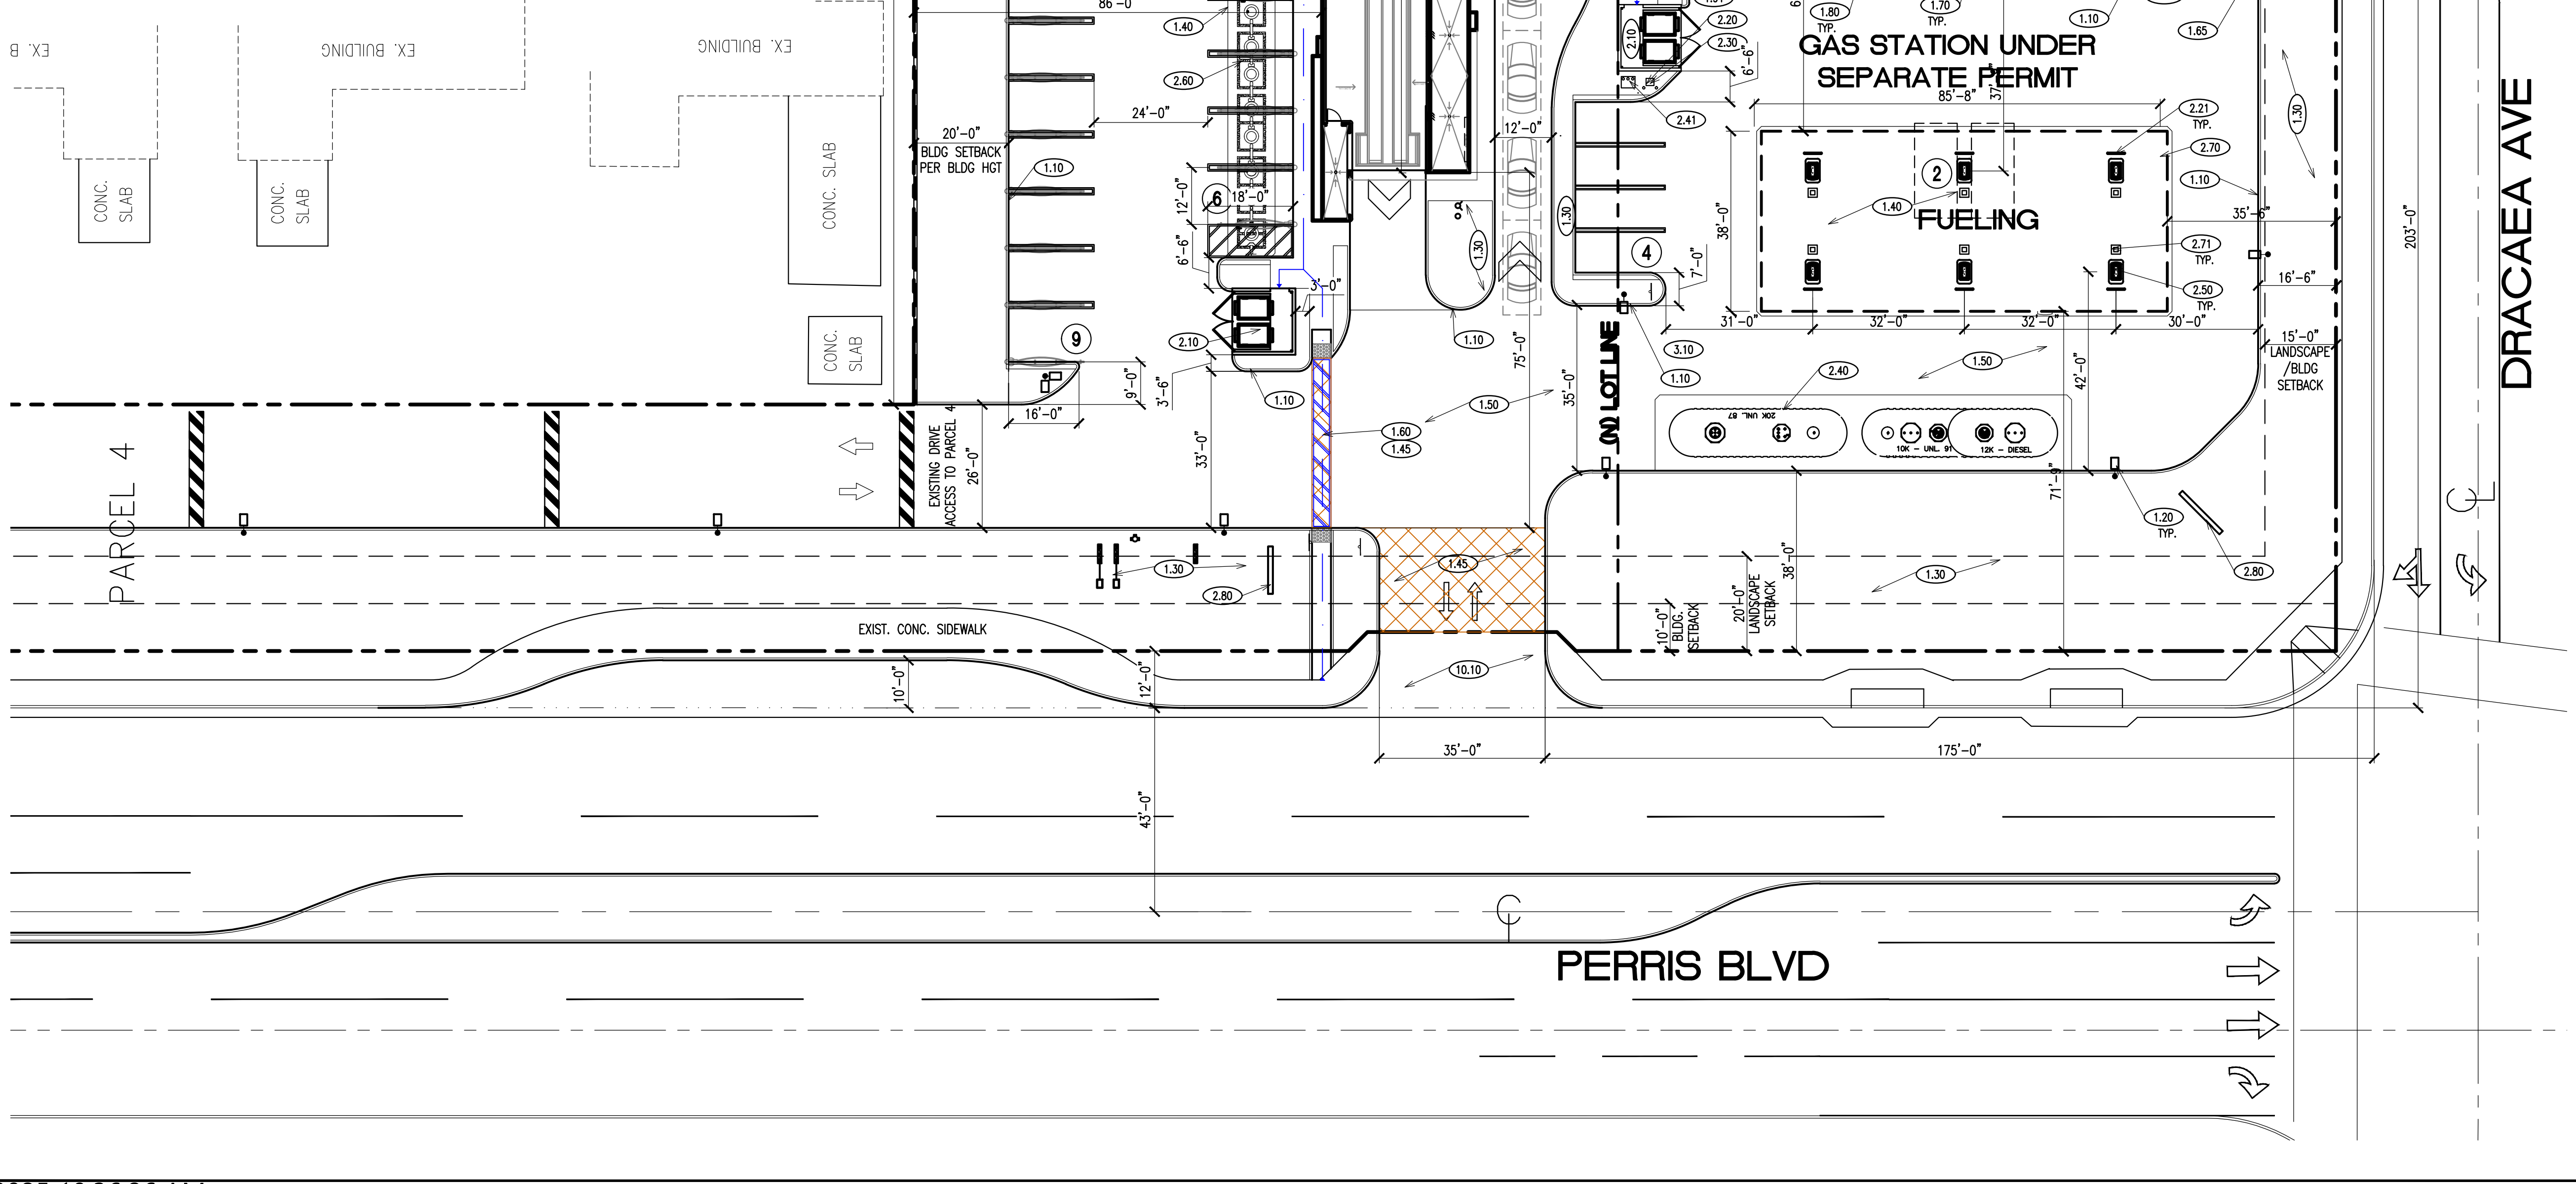 86'-0"
1.40
2.20
2.10
2.30
1.80
TYP.
1.70
TYP.
1.10
1.65
GAS STATION UNDER
SEPARATE PERMIT
EX. BUILDING
EX. BUILDING
2.60
6'-6"
85'-8"
24'-0"
2.41
12'-0"
2.21
TYP.
1.30
2.70
20'-0"
BLDG SETBACK
PER BLDG HGT
1.10
CONC.
SLAB
CONC.
SLAB
CONC. SLAB
12'-0"
6
18'-0"
1.30
2
1.40
FUELING
1.10
35'-6"
38'-0"
203'-0"
DRACAEA AVE
6'-6"
1.30
4
7'-0"
2.71
TYP.
2.50
TYP.
16'-6"
3'-0"
31'-0"
32'-0"
32'-0"
30'-0"
CONC.
SLAB
9
2.10
1.10
75'-0"
35'-0"
(N) LOT LINE
3.10
1.10
1.50
2.40
42'-0"
15'-0"
LANDSCAPE
/BLDG
SETBACK
9'-0"
3'-6"
1.10
16'-0"
1.50
1.60
1.45
20K UNL 87
10K - UNL 91
12K - DIESEL
PARCEL 4
EXISTING DRIVE
ACCESS TO PARCEL 4
26'-0"
33'-0"
71'-9"
1.20
TYP.
1.30
2.80
1.45
10'-0"
BLDG.
SETBACK
20'-0"
LANDSCAPE
SETBACK
38'-0"
1.30
2.80
EXIST. CONC. SIDEWALK
10'-0"
12'-0"
10.10
35'-0"
175'-0"
43'-0"
PERRIS BLVD